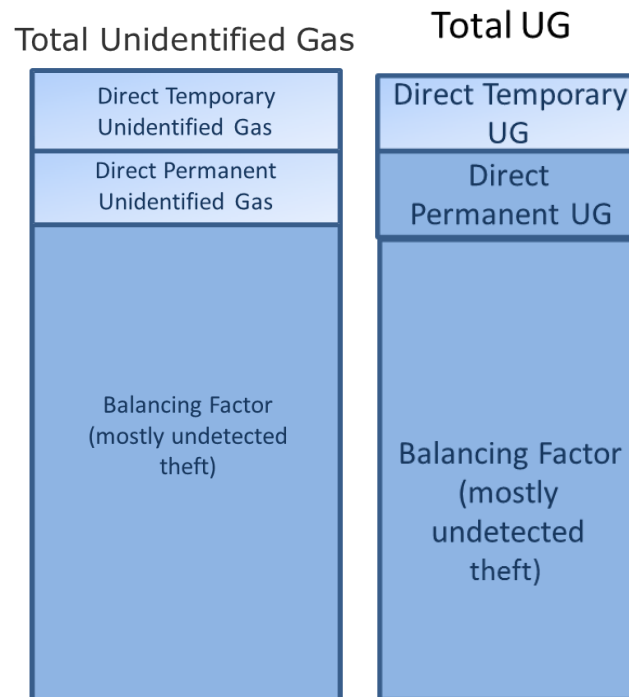 Total Unidentified Gas
Direct Temporary
Unidentified Gas
Direct Permanent
Unidentified Gas
Balancing Factor
(mostly undetected
theft)
Total UG
Direct Temporary
UG
Direct
Permanent UG
Balancing Factor
(mostly
undetected
theft)